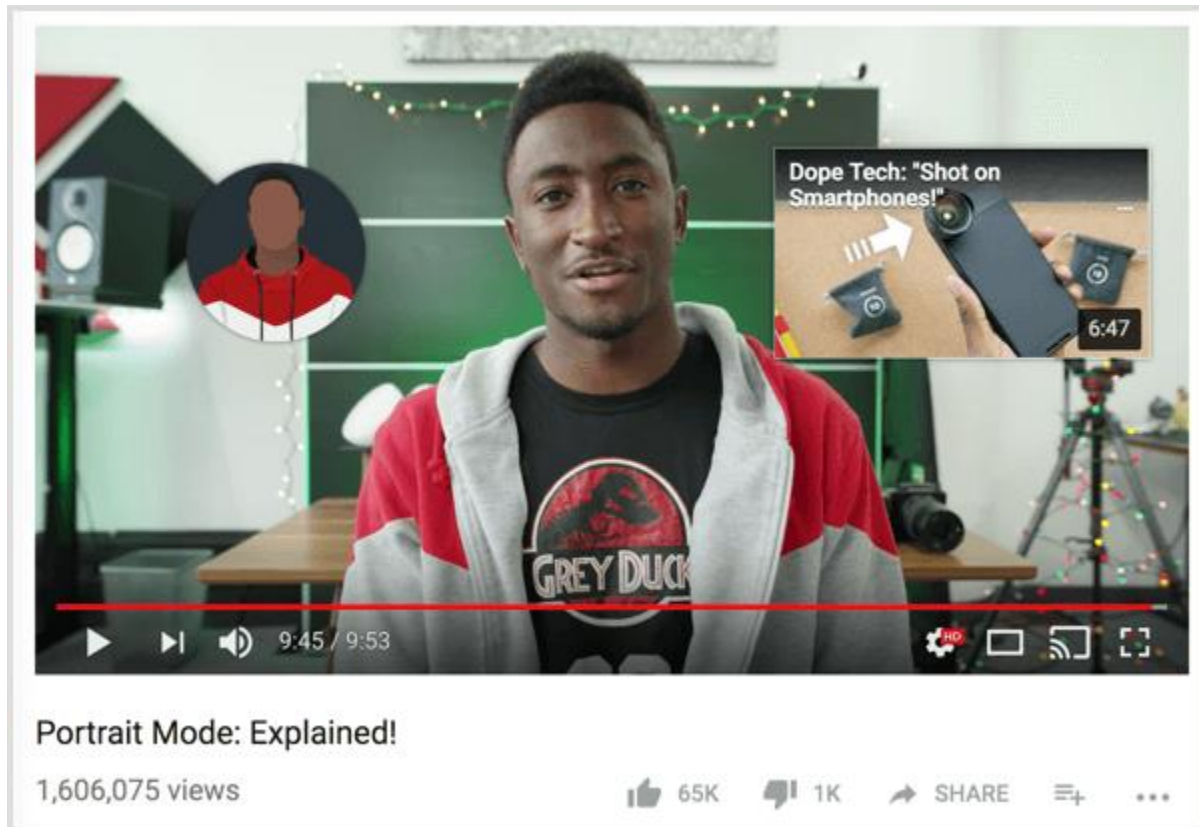 Dope Tech: "Shot on
Smartphones!"
6:47
GREY DUCK
9:45 / 9:53
HD
Portrait Mode: Explained!
1,606,075 views
65K
1K
SHARE